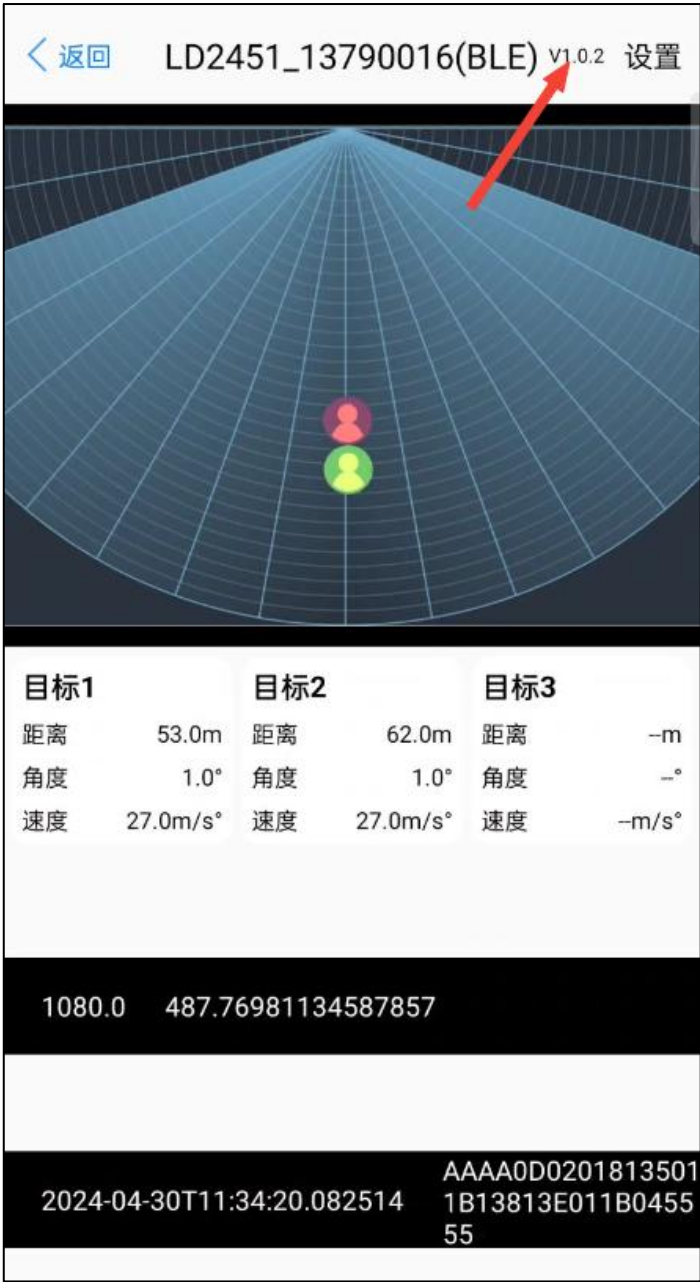 返回 LD2451_13790016(BLE) V1.0.2 设置
目标1 目标2 目标3
距离 53.0m 距离 62.0m 距离 --m
角度 1.0° 角度 1.0° 角度 --°
速度 27.0m/s° 速度 27.0m/s° 速度 --m/s°
1080.0 487.76981134587857
2024-04-30T11:34:20.082514 AAAA0D0201813501
1B13813E011B0455
55